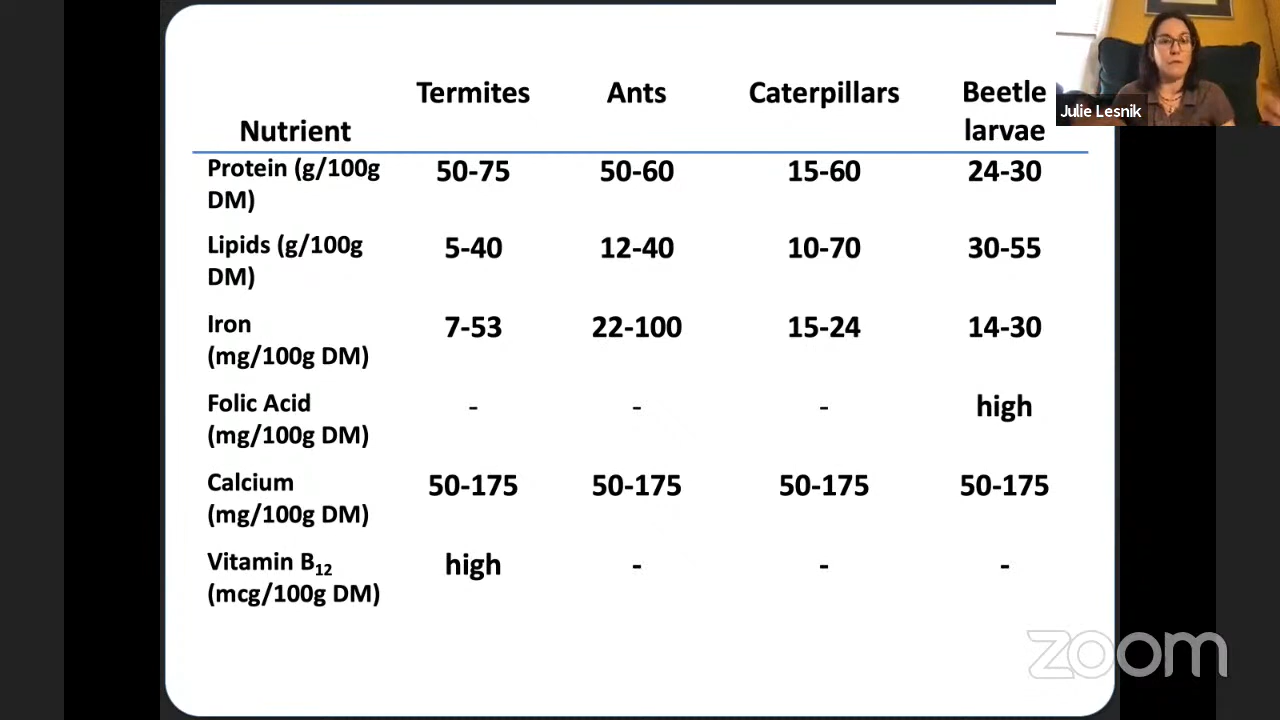 Termites Ants Caterpillars Beetle
larvae
Nutrient
Julie Lesnik
Protein (g/100g
DM) 50-75 50-60 15-60 24-30
Lipids (g/100g
DM) 5-40 12-40 10-70 30-55
Iron
(mg/100g DM) 7-53 22-100 15-24 14-30
Folic Acid
(mg/100g DM) - - - high
Calcium
(mg/100g DM) 50-175 50-175 50-175 50-175
Vitamin B12
(mcg/100g DM) high - - -
zoom